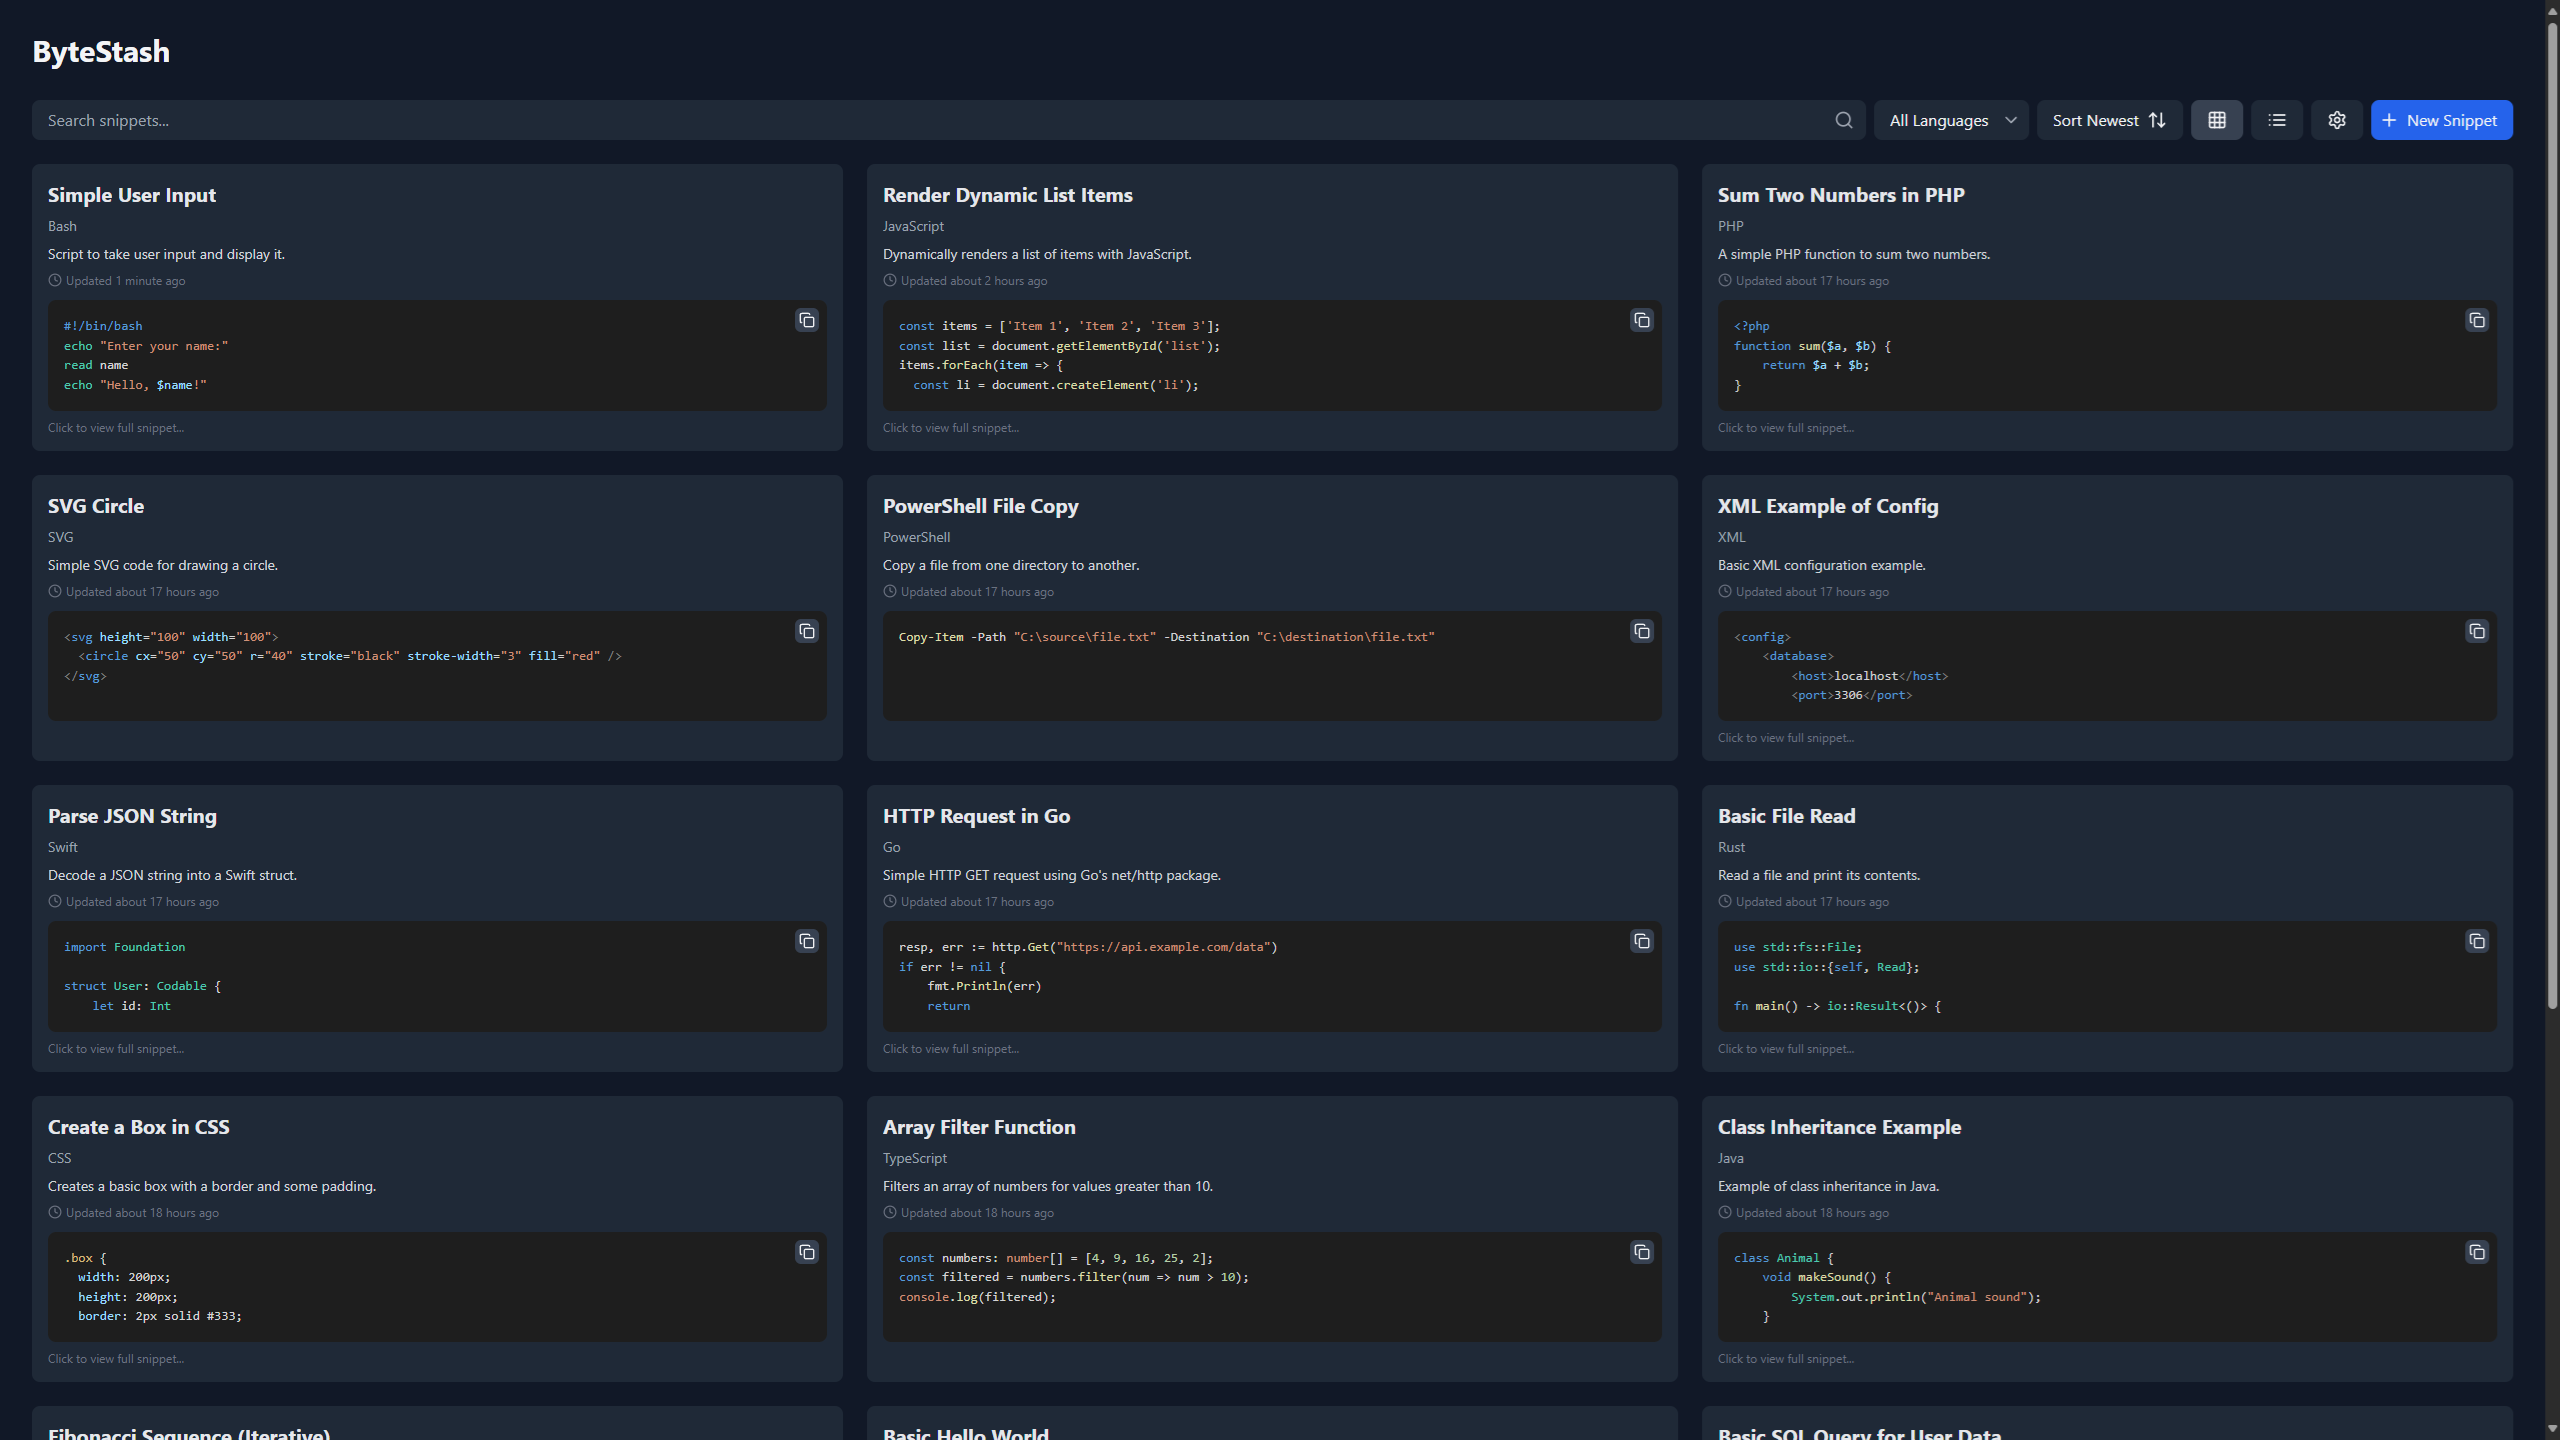 ByteStash
Search snippets...
All Languages
Sort Newest
New Snippet
Simple User Input
Bash
Script to take user input and display it.
Updated 1 minute ago
#!/bin/bash
echo "Enter your name:"
read name
echo "Hello, $name!"
Click to view full snippet...
Render Dynamic List Items
JavaScript
Dynamically renders a list of items with JavaScript.
Updated about 2 hours ago
const items = ['Item 1', 'Item 2', 'Item 3'];
const list = document.getElementById('list');
items.forEach(item => {
  const li = document.createElement('li');
Click to view full snippet...
Sum Two Numbers in PHP
PHP
A simple PHP function to sum two numbers.
Updated about 17 hours ago
<?php
function sum($a, $b) {
    return $a + $b;
}
Click to view full snippet...
SVG Circle
SVG
Simple SVG code for drawing a circle.
Updated about 17 hours ago
<svg height="100" width="100">
  <circle cx="50" cy="50" r="40" stroke="black" stroke-width="3" fill="red" />
</svg>
PowerShell File Copy
PowerShell
Copy a file from one directory to another.
Updated about 17 hours ago
Copy-Item -Path "C:\source\file.txt" -Destination "C:\destination\file.txt"
XML Example of Config
XML
Basic XML configuration example.
Updated about 17 hours ago
<config>
    <database>
        <host>localhost</host>
        <port>3306</port>
Click to view full snippet...
Parse JSON String
Swift
Decode a JSON string into a Swift struct.
Updated about 17 hours ago
import Foundation
struct User: Codable {
    let id: Int
Click to view full snippet...
HTTP Request in Go
Go
Simple HTTP GET request using Go's net/http package.
Updated about 17 hours ago
resp, err := http.Get("https://api.example.com/data")
if err != nil {
    fmt.Println(err)
    return
Click to view full snippet...
Basic File Read
Rust
Read a file and print its contents.
Updated about 17 hours ago
use std::fs::File;
use std::io::{self, Read};
fn main() -> io::Result<()> {
Click to view full snippet...
Create a Box in CSS
CSS
Creates a basic box with a border and some padding.
Updated about 18 hours ago
.box {
  width: 200px;
  height: 200px;
  border: 2px solid #333;
Click to view full snippet...
Array Filter Function
TypeScript
Filters an array of numbers for values greater than 10.
Updated about 18 hours ago
const numbers: number[] = [4, 9, 16, 25, 2];
const filtered = numbers.filter(num => num > 10);
console.log(filtered);
Class Inheritance Example
Java
Example of class inheritance in Java.
Updated about 18 hours ago
class Animal {
    void makeSound() {
        System.out.println("Animal sound");
    }
Click to view full snippet...
Fibonacci Sequence (Iterative)
Basic Hello World
Basic SQL Query for User Data